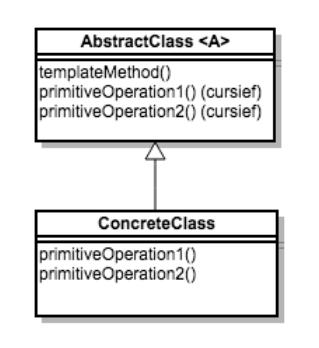 AbstractClass <A>
templateMethod()
primitiveOperation1() (cursief)
primitiveOperation2() (cursief)
ConcreteClass
primitiveOperation1()
primitiveOperation2()